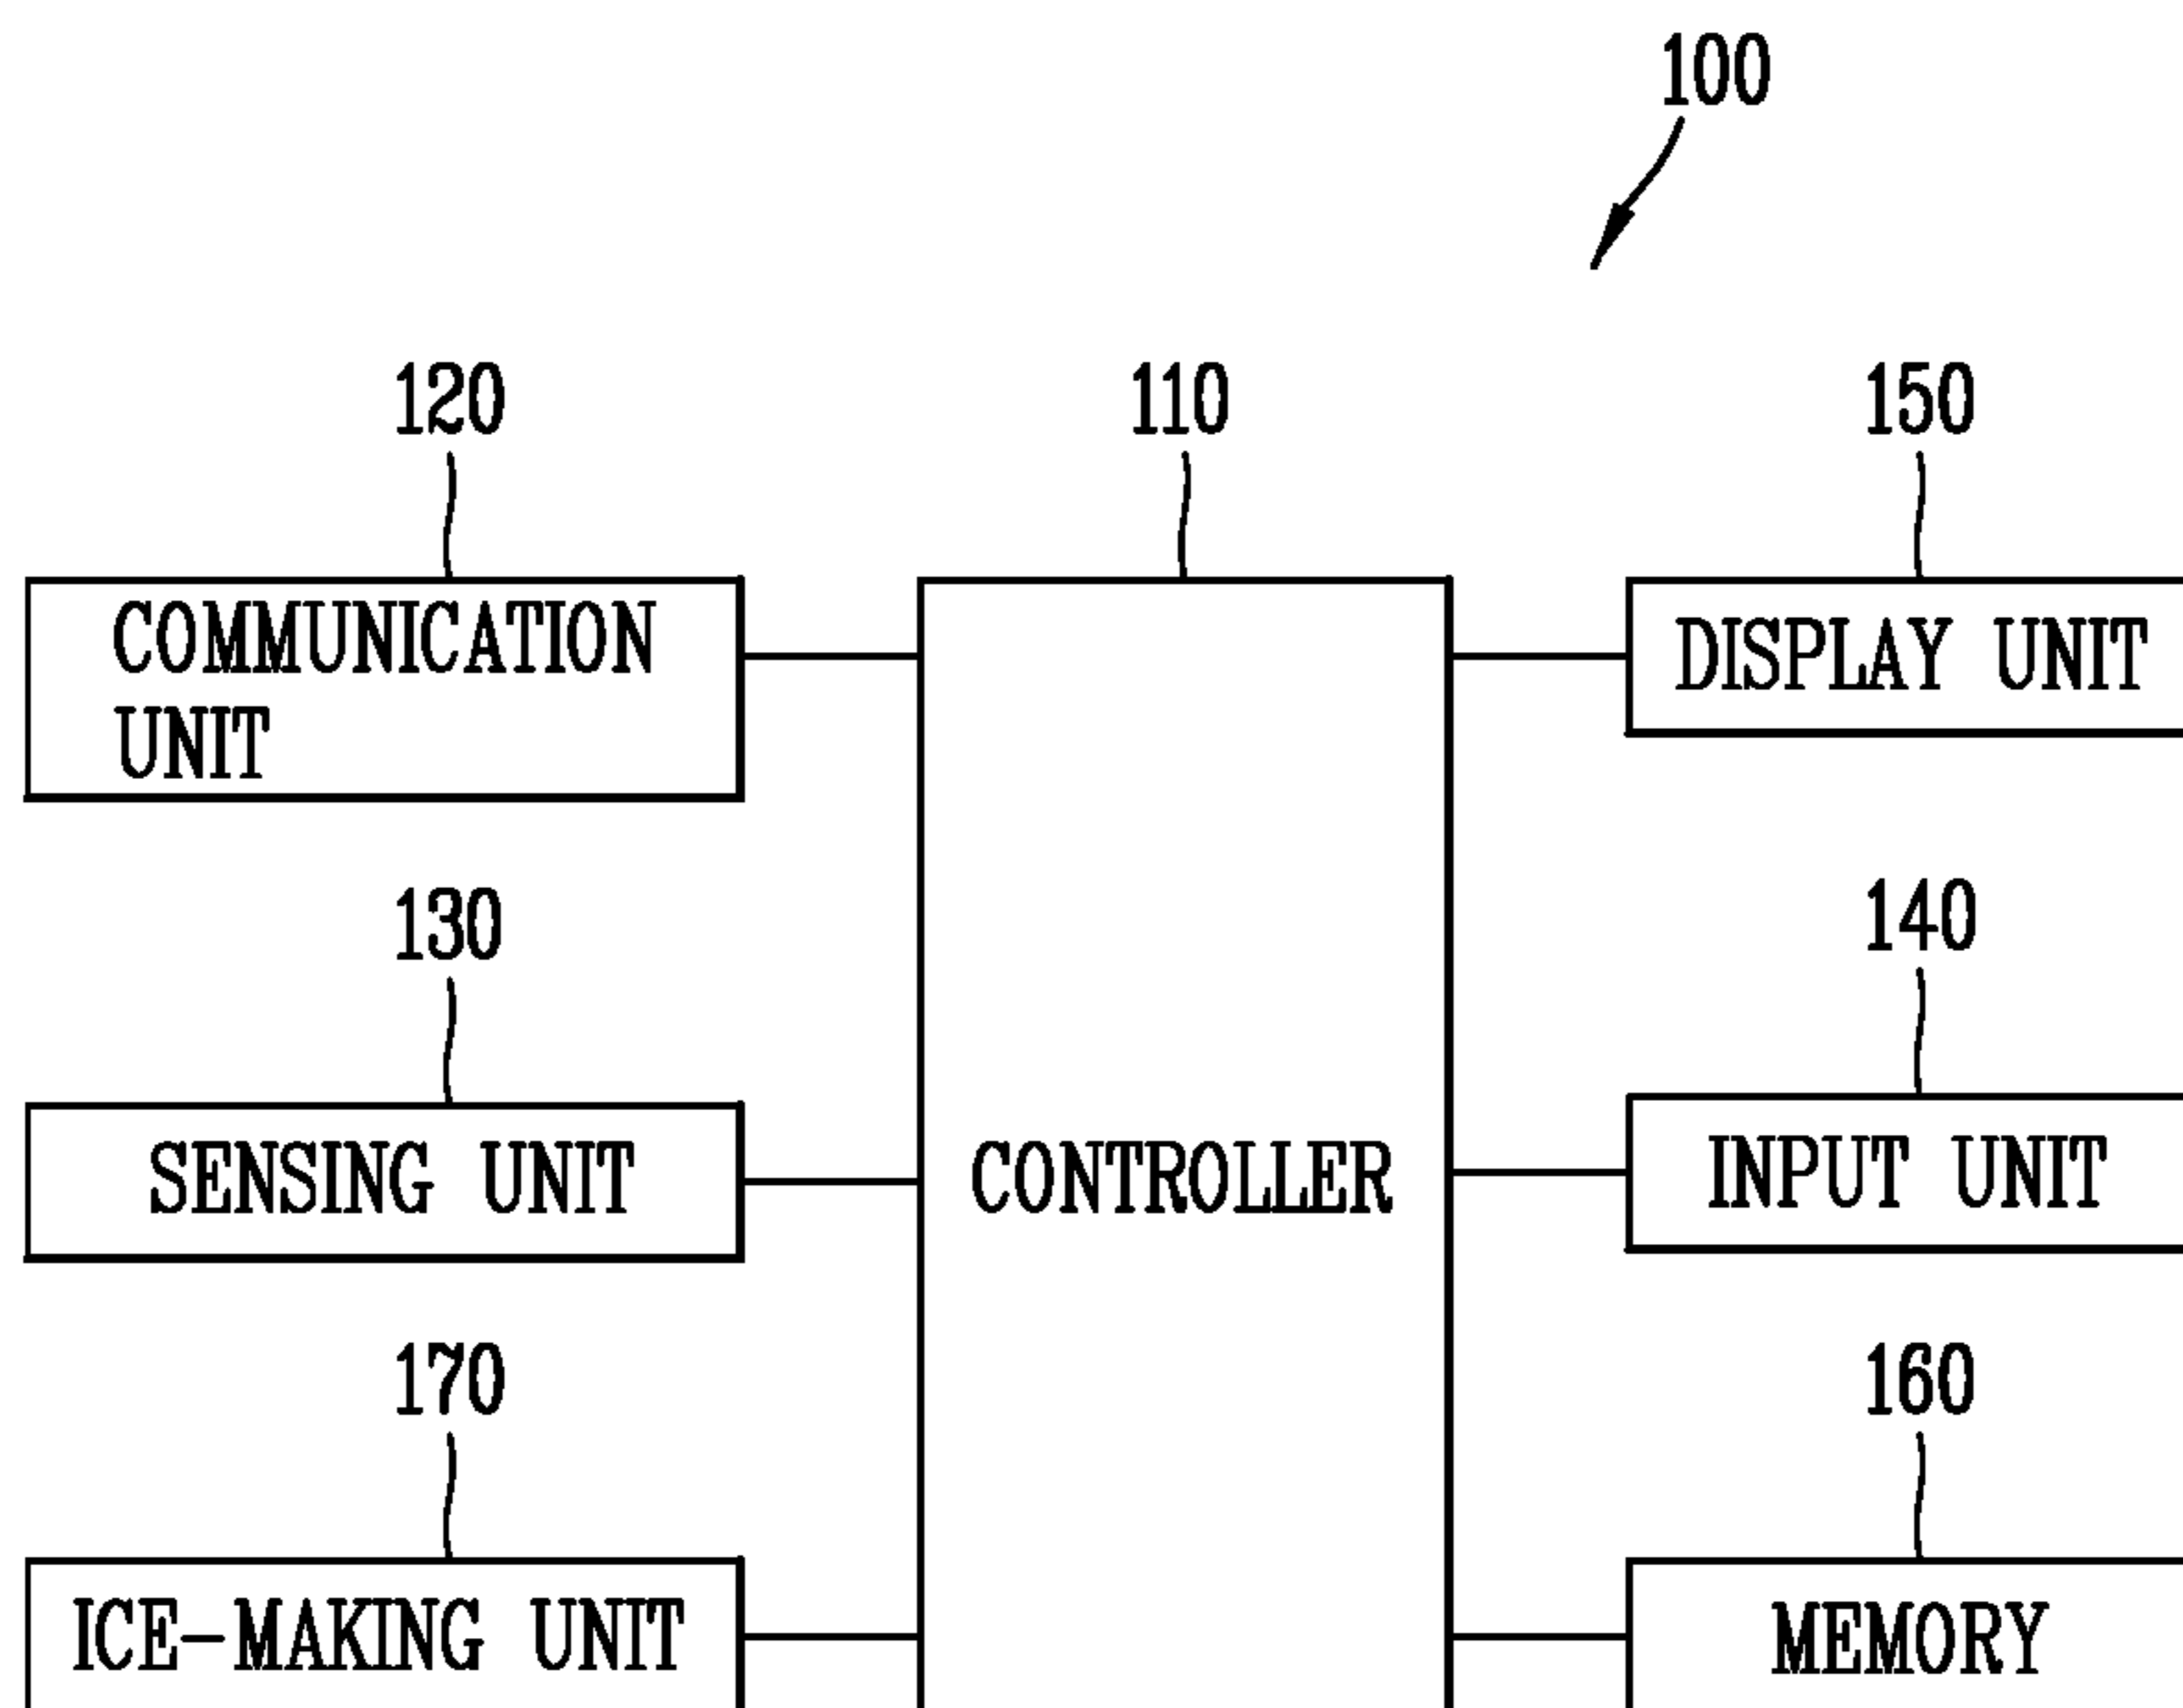 100
120
110
150
COMMUNICATION
UNIT
DISPLAY UNIT
130
140
SENSING UNIT
CONTROLLER
INPUT UNIT
170
160
ICE-MAKING UNIT
MEMORY